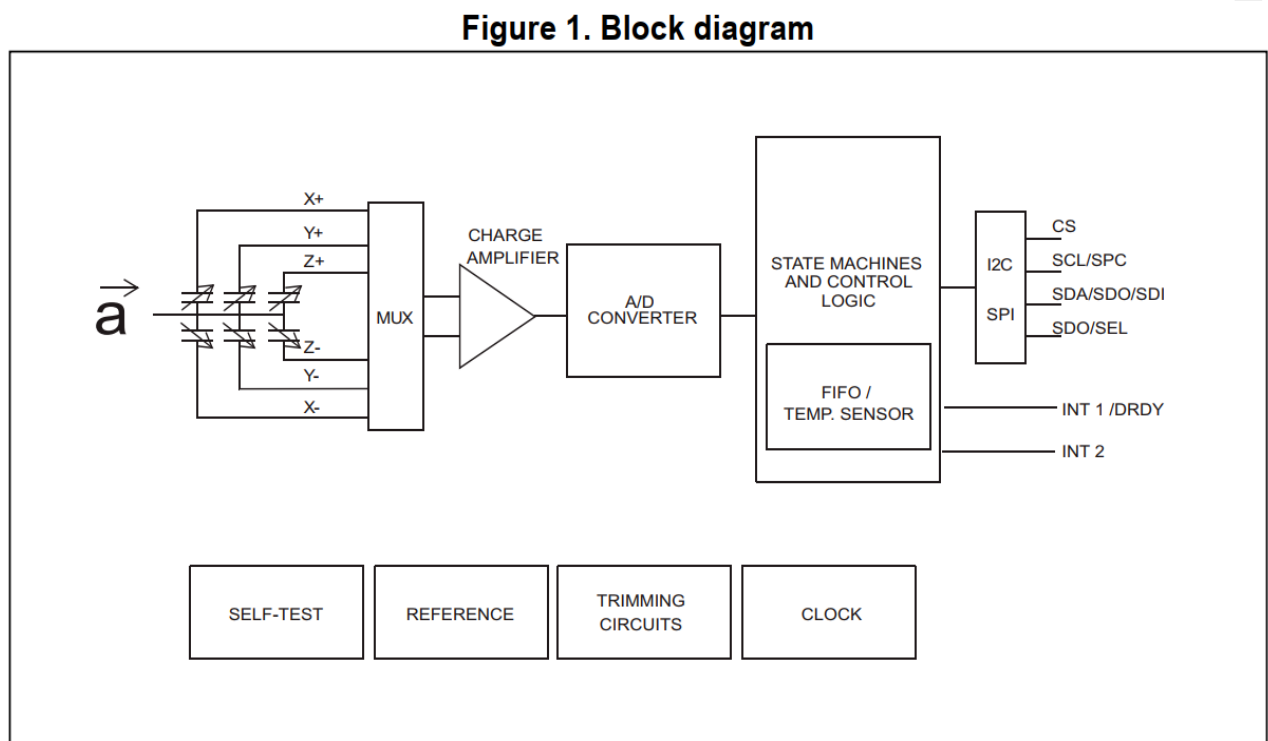 Figure 1. Block diagram
X+
Y+
Z+
a
Z-
Y-
X-
MUX
CHARGE
AMPLIFIER
A/D
CONVERTER
STATE MACHINES
AND CONTROL
LOGIC
FIFO /
TEMP. SENSOR
I2C
SPI
CS
SCL/SPC
SDA/SDO/SDI
SDO/SEL
INT 1 /DRDY
INT 2
SELF-TEST
REFERENCE
TRIMMING
CIRCUITS
CLOCK